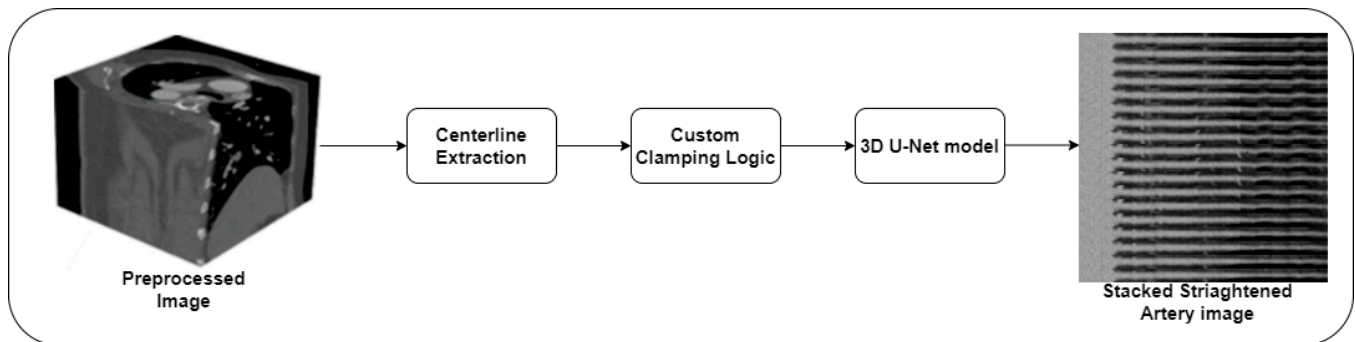 Preprocessed
Image
Centerline
Extraction
Custom
Clamping Logic
3D U-Net model
Stacked Striaghtened
Artery image